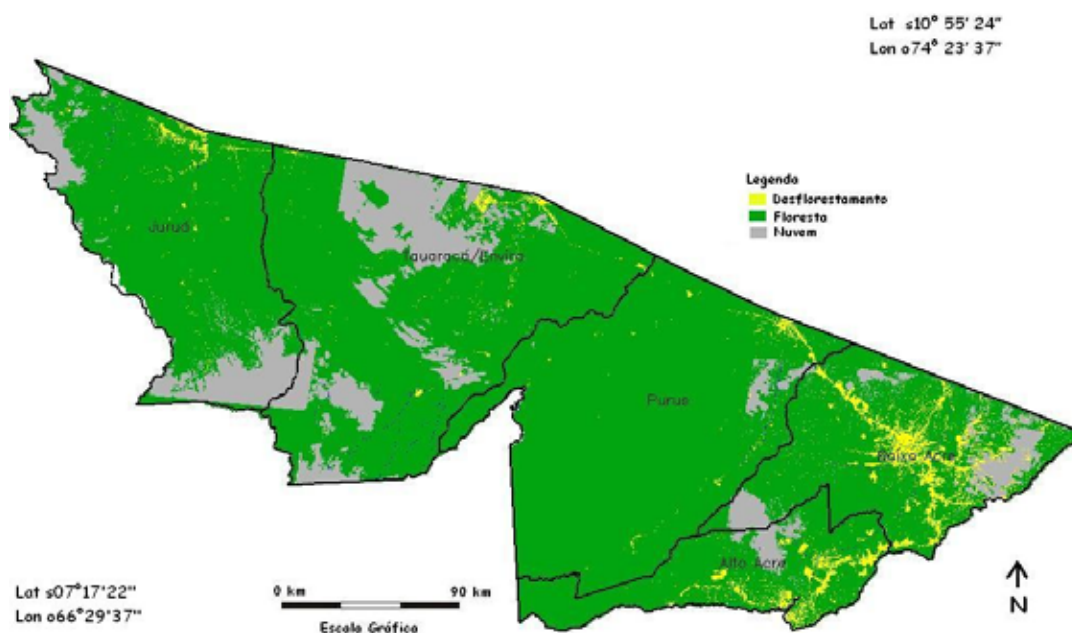 Lat s10° 55' 24"
Lon o74° 23' 37"
Legenda
Desflorestamento
Floresta
Nuvem
Juruá
Tauaracá/Envira
Purus
Baixo Acre
Alto Acre
Lat s07°17'22"
Lon o66°29'37"
0 km 90 km
Escala Gráfica
N